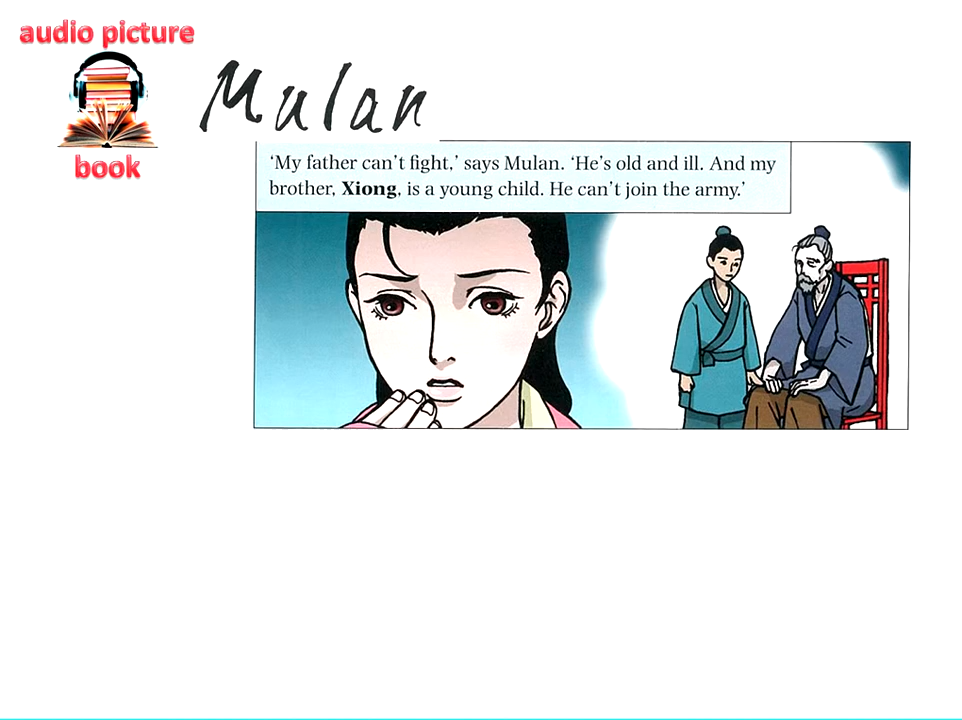 audio picture
book
Mulan
‘My father can’t fight,’ says Mulan. ‘He’s old and ill. And my
brother, Xiong, is a young child. He can’t join the army.’